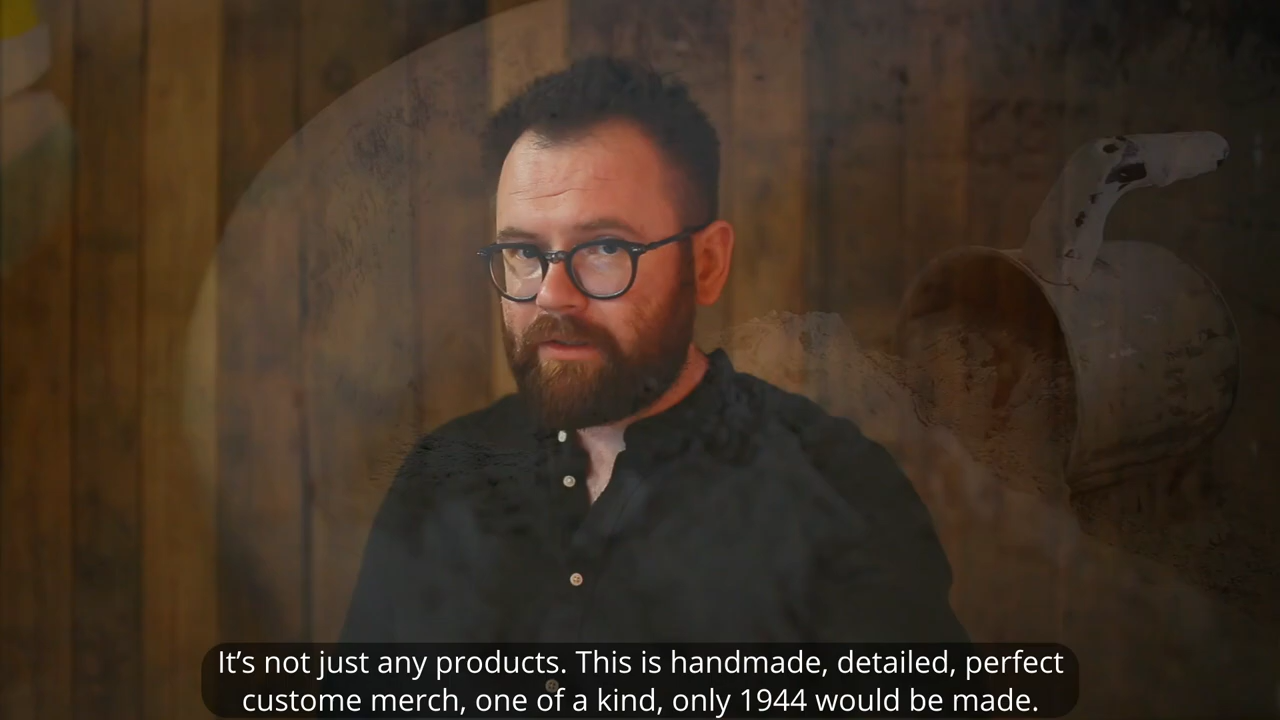 It’s not just any products. This is handmade, detailed, perfect
custome merch, one of a kind, only 1944 would be made.